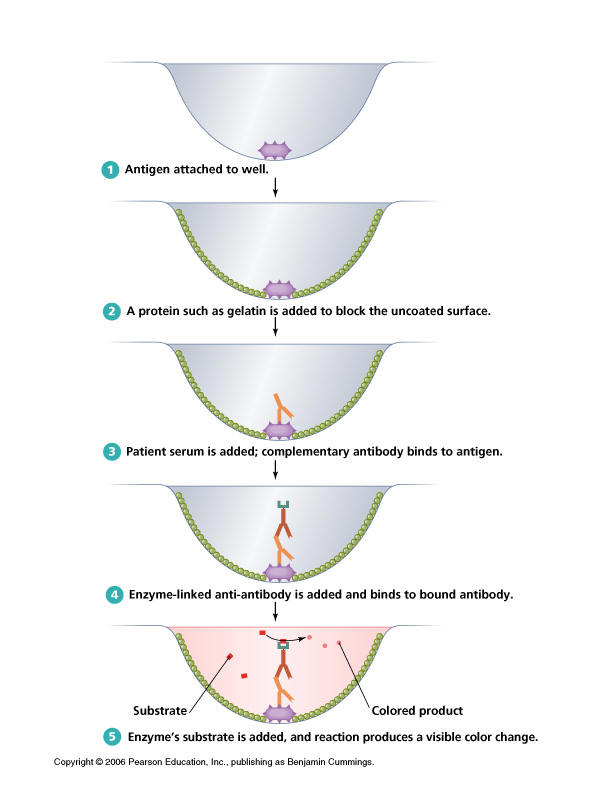 1 Antigen attached to well.
2 A protein such as gelatin is added to block the uncoated surface.
3 Patient serum is added; complementary antibody binds to antigen.
4 Enzyme-linked anti-antibody is added and binds to bound antibody.
Substrate
Colored product
5 Enzyme's substrate is added, and reaction produces a visible color change.
Copyright © 2006 Pearson Education, Inc., publishing as Benjamin Cummings.